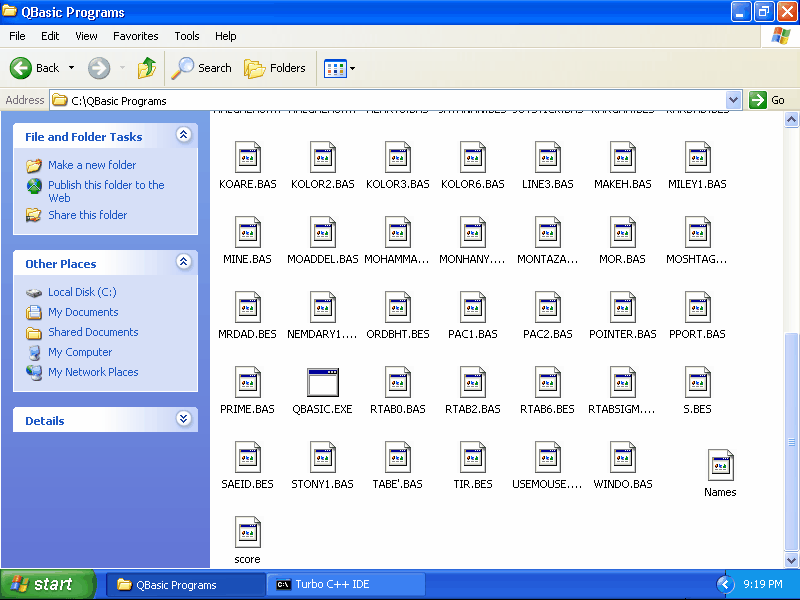 QBasic Programs
File Edit View Favorites Tools Help
Back Search Folders
Address C:\QBasic Programs Go
File and Folder Tasks
Make a new folder
Publish this folder to the
Web
Share this folder
Other Places
Local Disk (C:)
My Documents
Shared Documents
My Computer
My Network Places
Details
KOARE.BAS KOLOR2.BAS KOLOR3.BAS KOLOR6.BAS LINE3.BAS MAKEH.BAS MILEY1.BAS
MINE.BAS MOADDEL.BAS MOHAMMA... MONHANY.... MONTAZA... MOR.BAS MOSHTAG...
MRDAD.BES NEMDARY1.... ORDBHT.BES PAC1.BAS PAC2.BAS POINTER.BAS PPORT.BAS
PRIME.BAS QBASIC.EXE RTAB0.BAS RTAB2.BAS RTAB6.BES RTABSIGM.... S.BES
SAEID.BES STONY1.BAS TABE'.BAS TIR.BES USEMOUSE.... WINDO.BAS Names
score
start QBasic Programs Turbo C++ IDE 9:19 PM